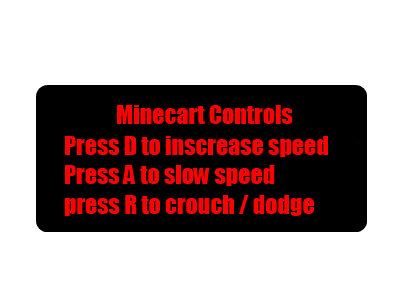 Minecart Controls
Press D to inscrease speed
Press A to slow speed
press R to crouch / dodge